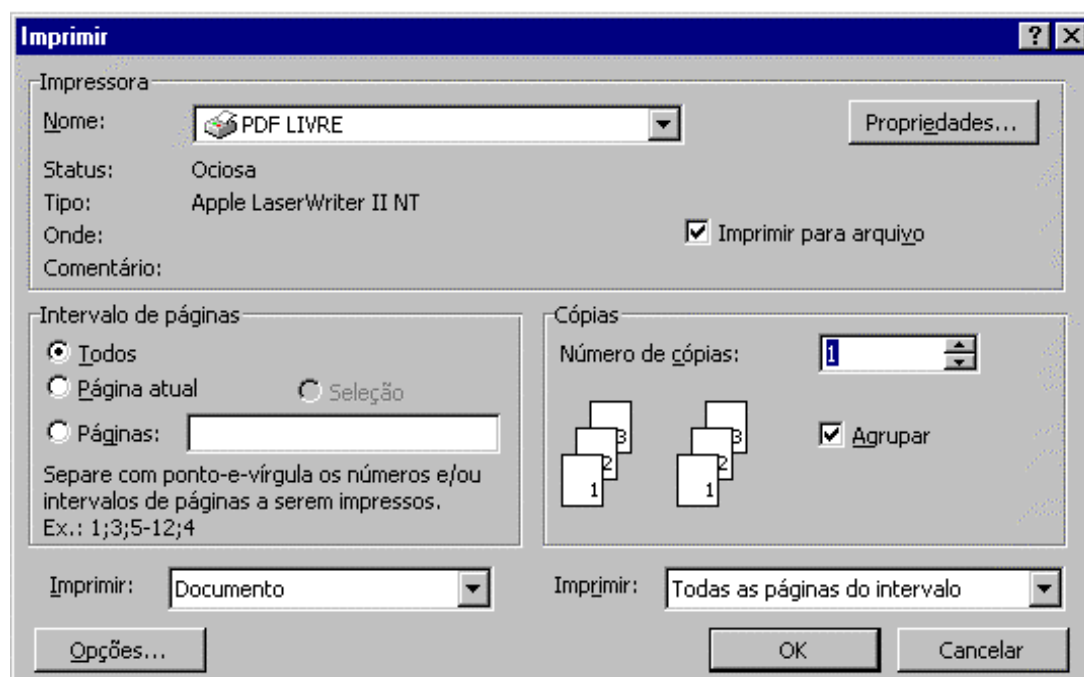 Imprimir
Impressora
Nome: PDF LIVRE Propriedades...
Status: Ociosa
Tipo: Apple LaserWriter II NT
Onde: Imprimir para arquivo
Comentário:
Intervalo de páginas
Todos
Página atual Seleção
Páginas:
Separe com ponto-e-vírgula os números e/ou
intervalos de páginas a serem impressos.
Ex.: 1;3;5-12;4
Cópias
Número de cópias: 1
3 3
2 2
1 1
Agrupar
Imprimir: Documento Imprimir: Todas as páginas do intervalo
Opções... OK Cancelar